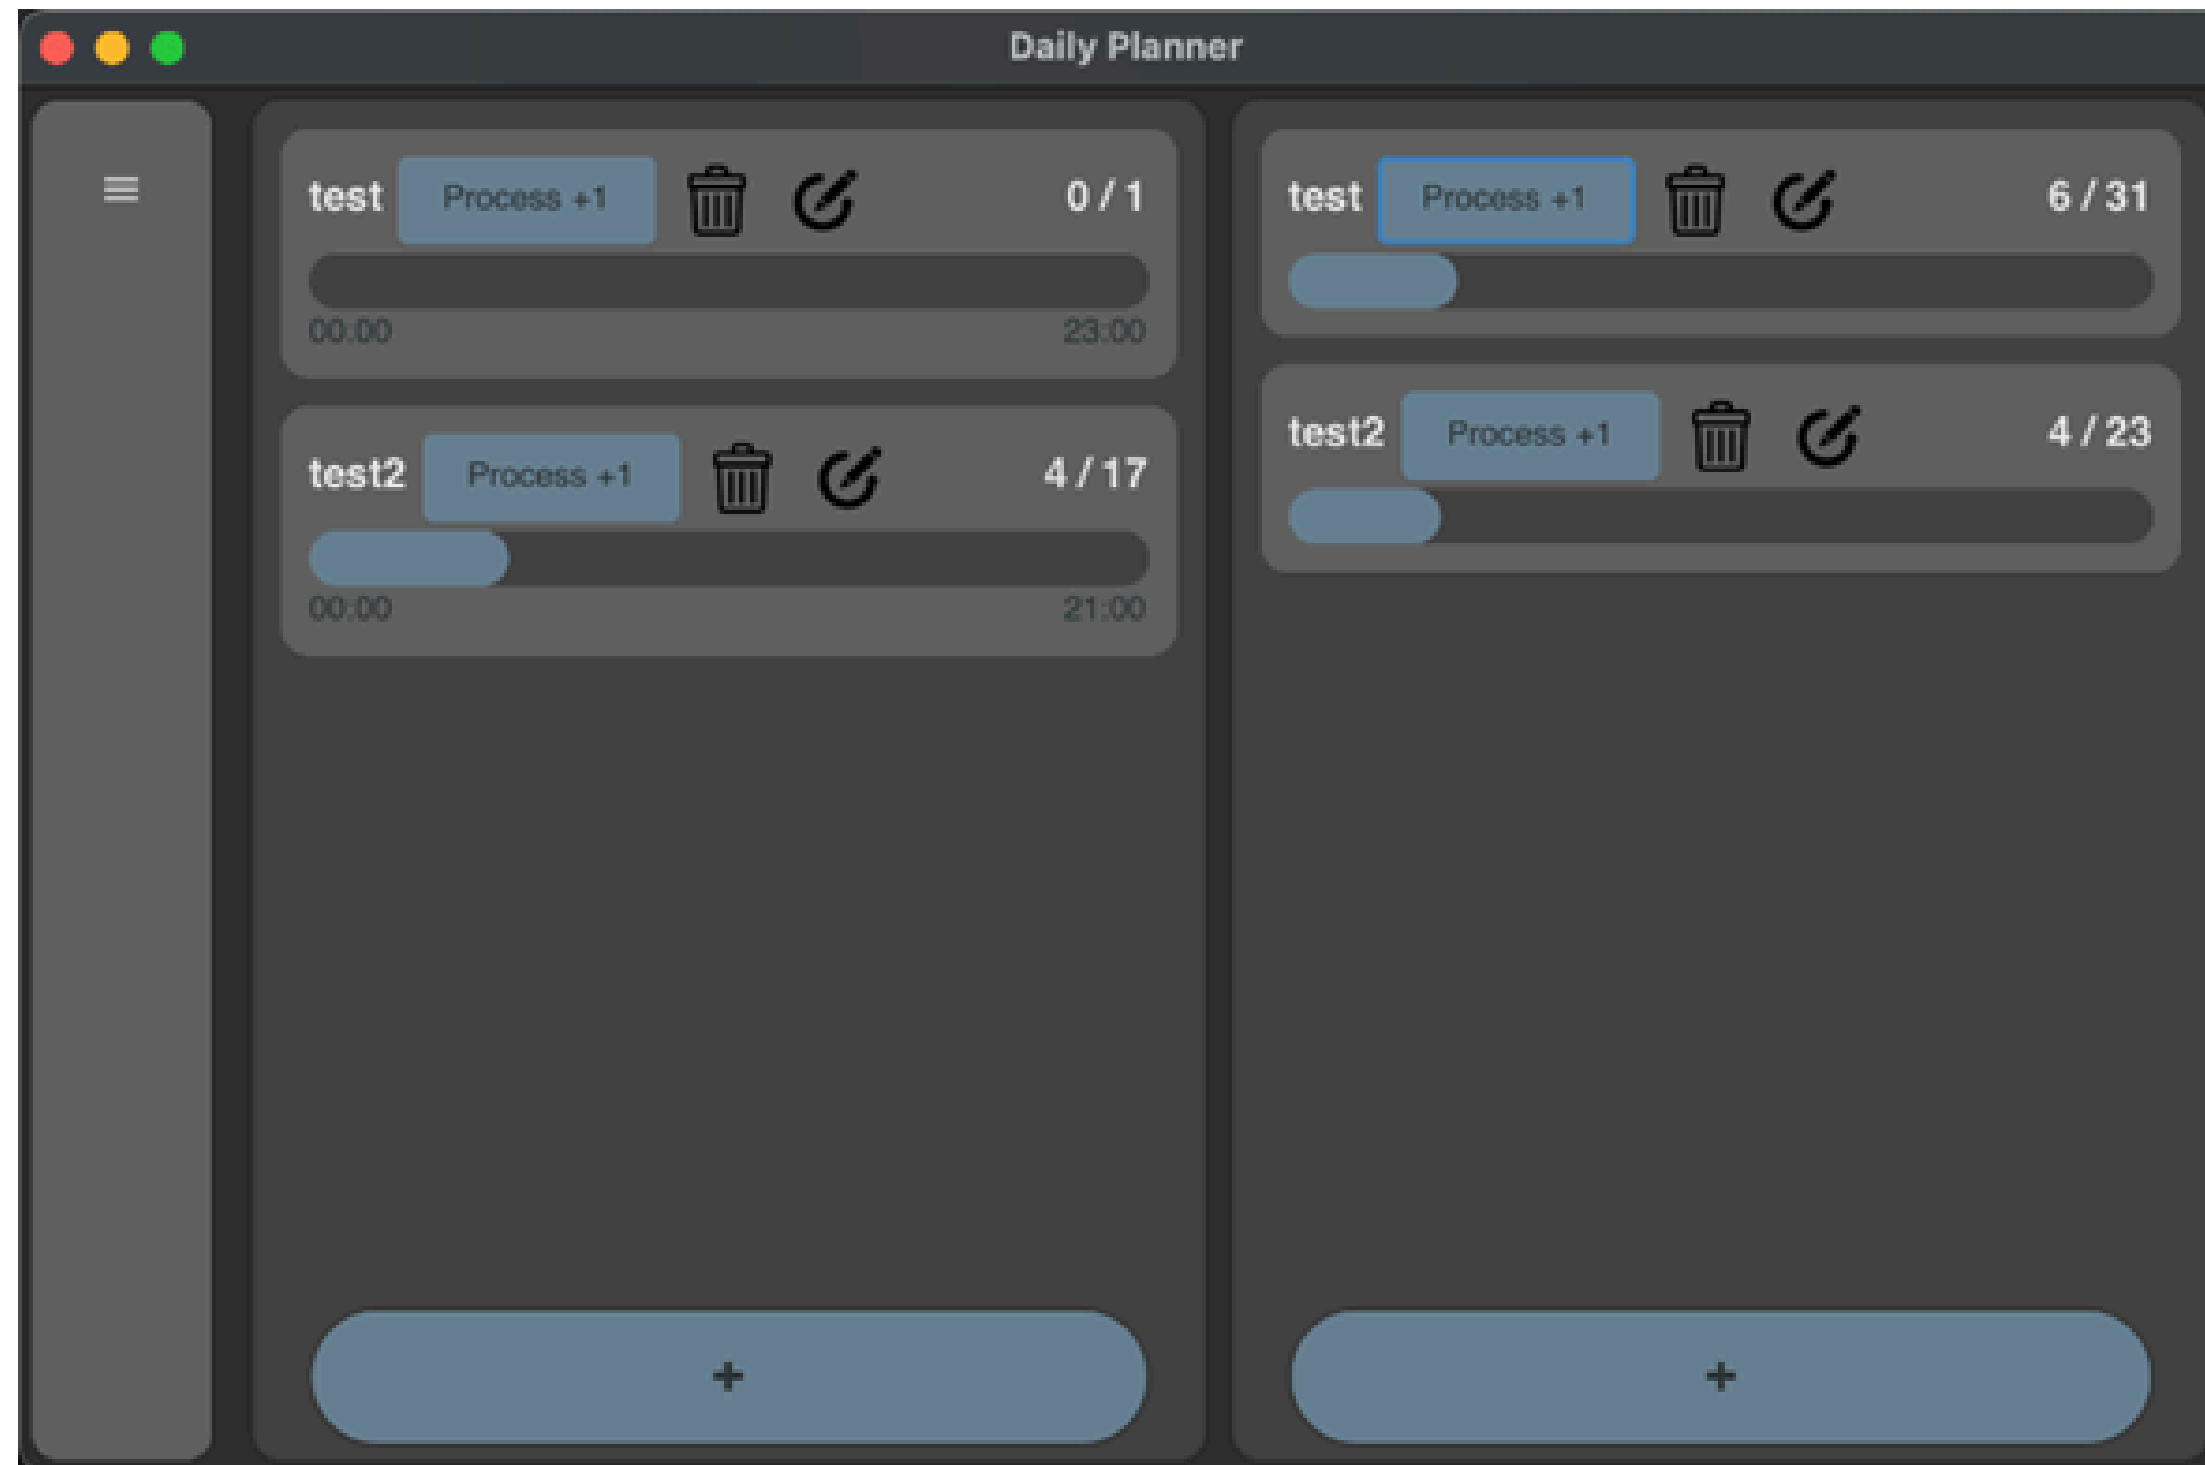 Daily Planner
test Process +1 0 / 1
00:00 23:00
test2 Process +1 4 / 17
00:00 21:00
+
test Process +1 6 / 31
test2 Process +1 4 / 23
+